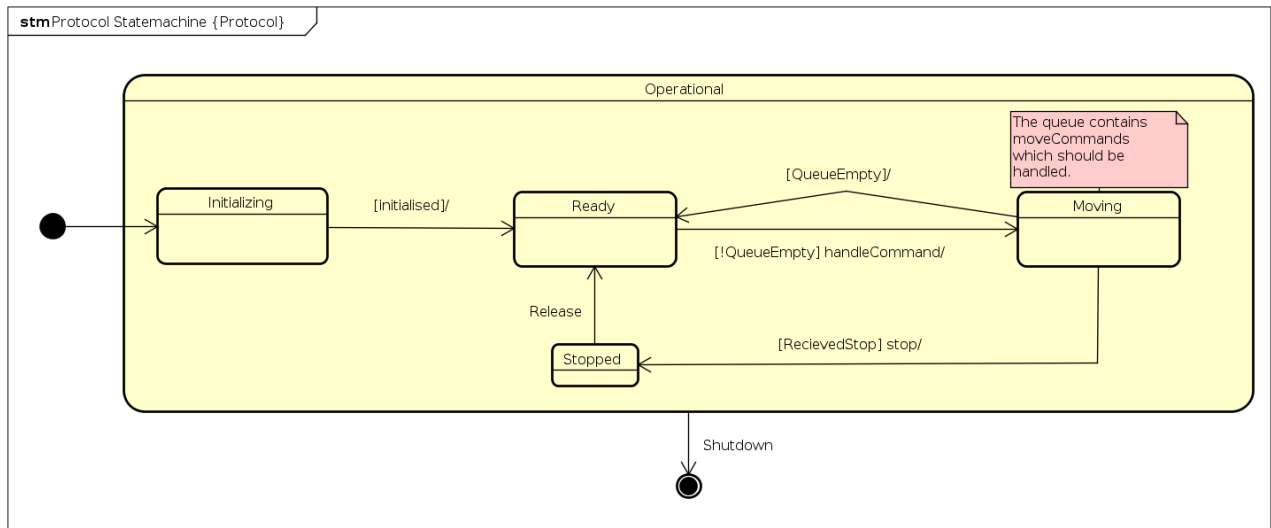 stm Protocol Statemachine {Protocol}
Operational
The queue contains
moveCommands
which should be
handled.
[QueueEmpty]/
Initializing
[initialised]/
Ready
Moving
[!QueueEmpty] handleCommand/
Release
[RecievedStop] stop/
Stopped
Shutdown